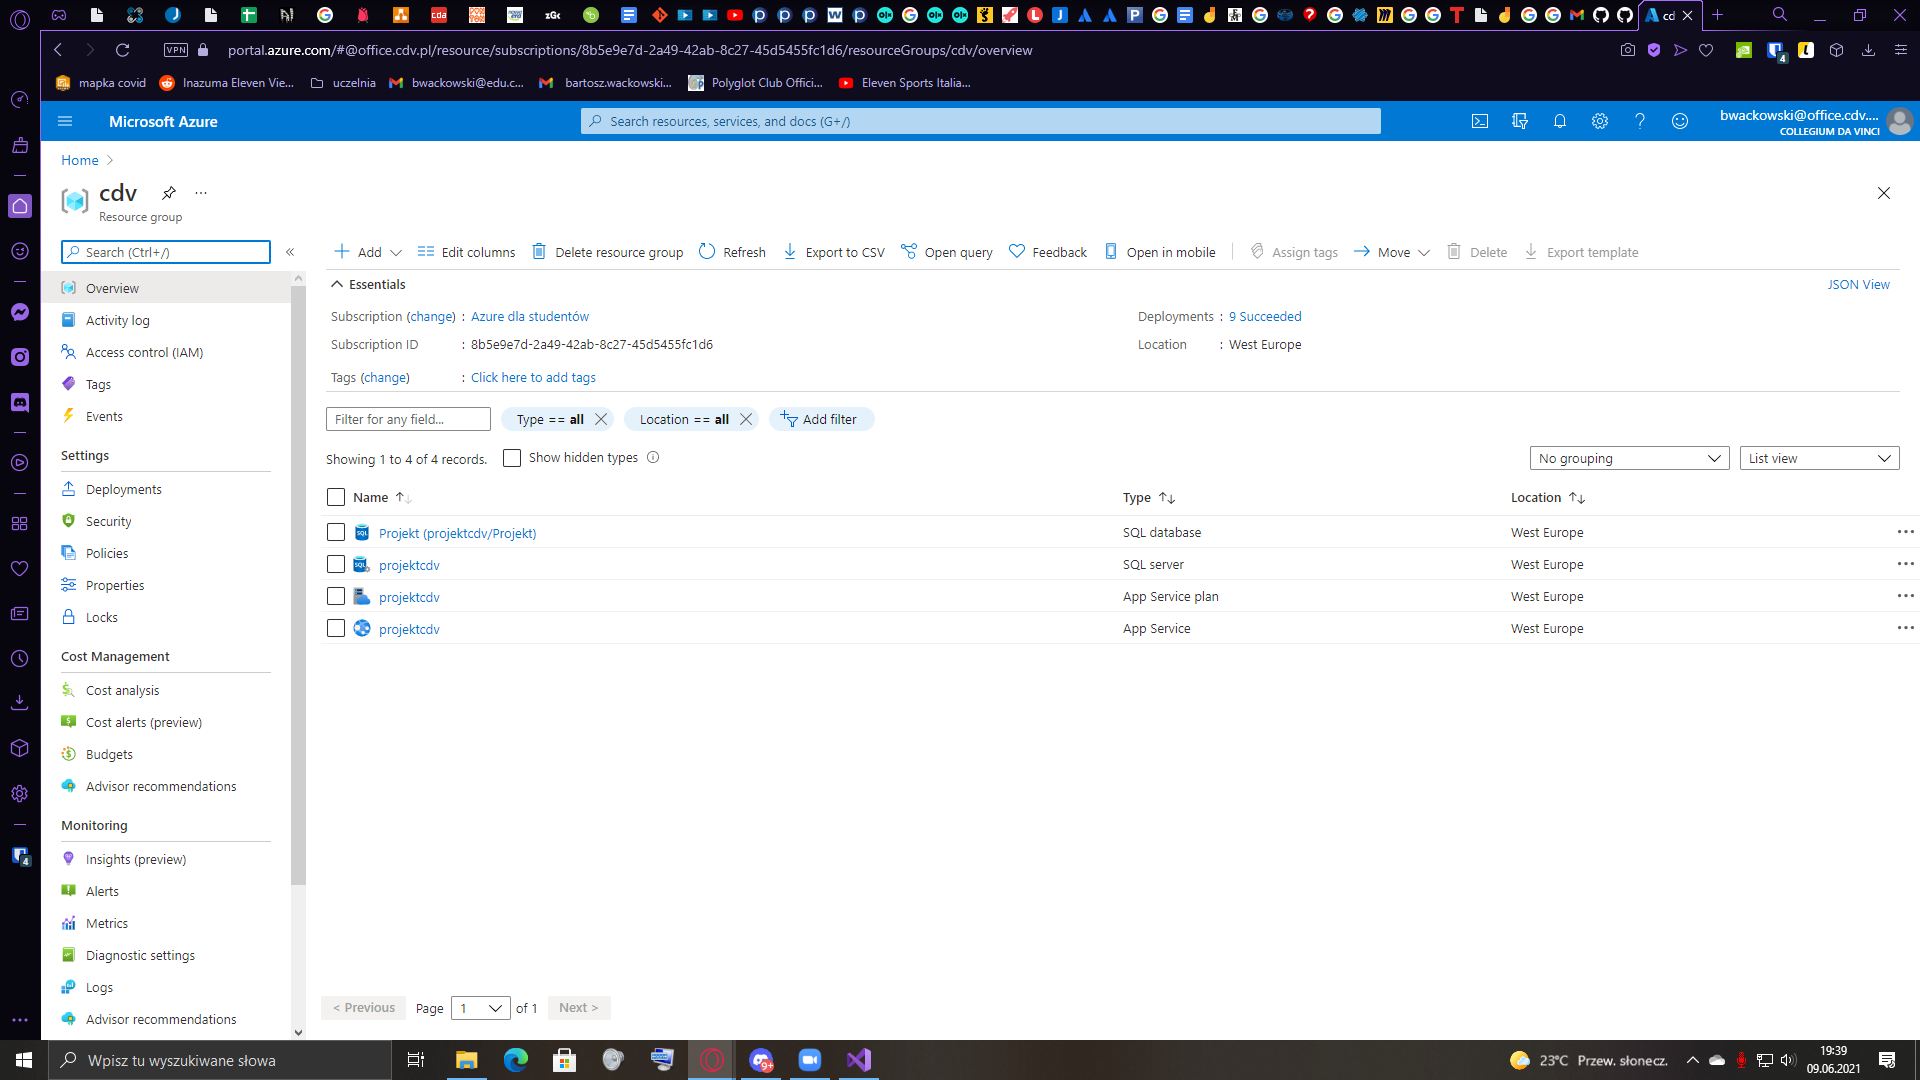 cd
VPN
portal.azure.com/#@office.cdv.pl/resource/subscriptions/8b5e9e7d-2a49-42ab-8c27-45d5455fc1d6/resourceGroups/cdv/overview
mapka covid
Inazuma Eleven Vie...
uczelnia
bwackowski@edu.c...
bartosz.wackowski...
Polyglot Club Offici...
Eleven Sports Italia...
Microsoft Azure
Search resources, services, and docs (G+/)
bwackowski@office.cdv....
COLLEGIUM DA VINCI
Home
cdv
Resource group
Search (Ctrl+/)
Add
Edit columns
Delete resource group
Refresh
Export to CSV
Open query
Feedback
Open in mobile
Assign tags
Move
Delete
Export template
Overview
Activity log
Access control (IAM)
Tags
Events
Settings
Deployments
Security
Policies
Properties
Locks
Cost Management
Cost analysis
Cost alerts (preview)
Budgets
Advisor recommendations
Monitoring
Insights (preview)
Alerts
Metrics
Diagnostic settings
Logs
Advisor recommendations
Essentials
JSON View
Subscription (change) : Azure dla studentów
Deployments : 9 Succeeded
Subscription ID : 8b5e9e7d-2a49-42ab-8c27-45d5455fc1d6
Location : West Europe
Tags (change) : Click here to add tags
Filter for any field...
Type == all
Location == all
Add filter
Showing 1 to 4 of 4 records.
Show hidden types
No grouping
List view
Name Type Location
Projekt (projektcdv/Projekt) SQL database West Europe
projektcdv SQL server West Europe
projektcdv App Service plan West Europe
projektcdv App Service West Europe
< Previous Page 1 of 1 Next >
Wpisz tu wyszukiwane słowa
9+
23°C Przew. słonecz.
19:39
09.06.2021
4
4